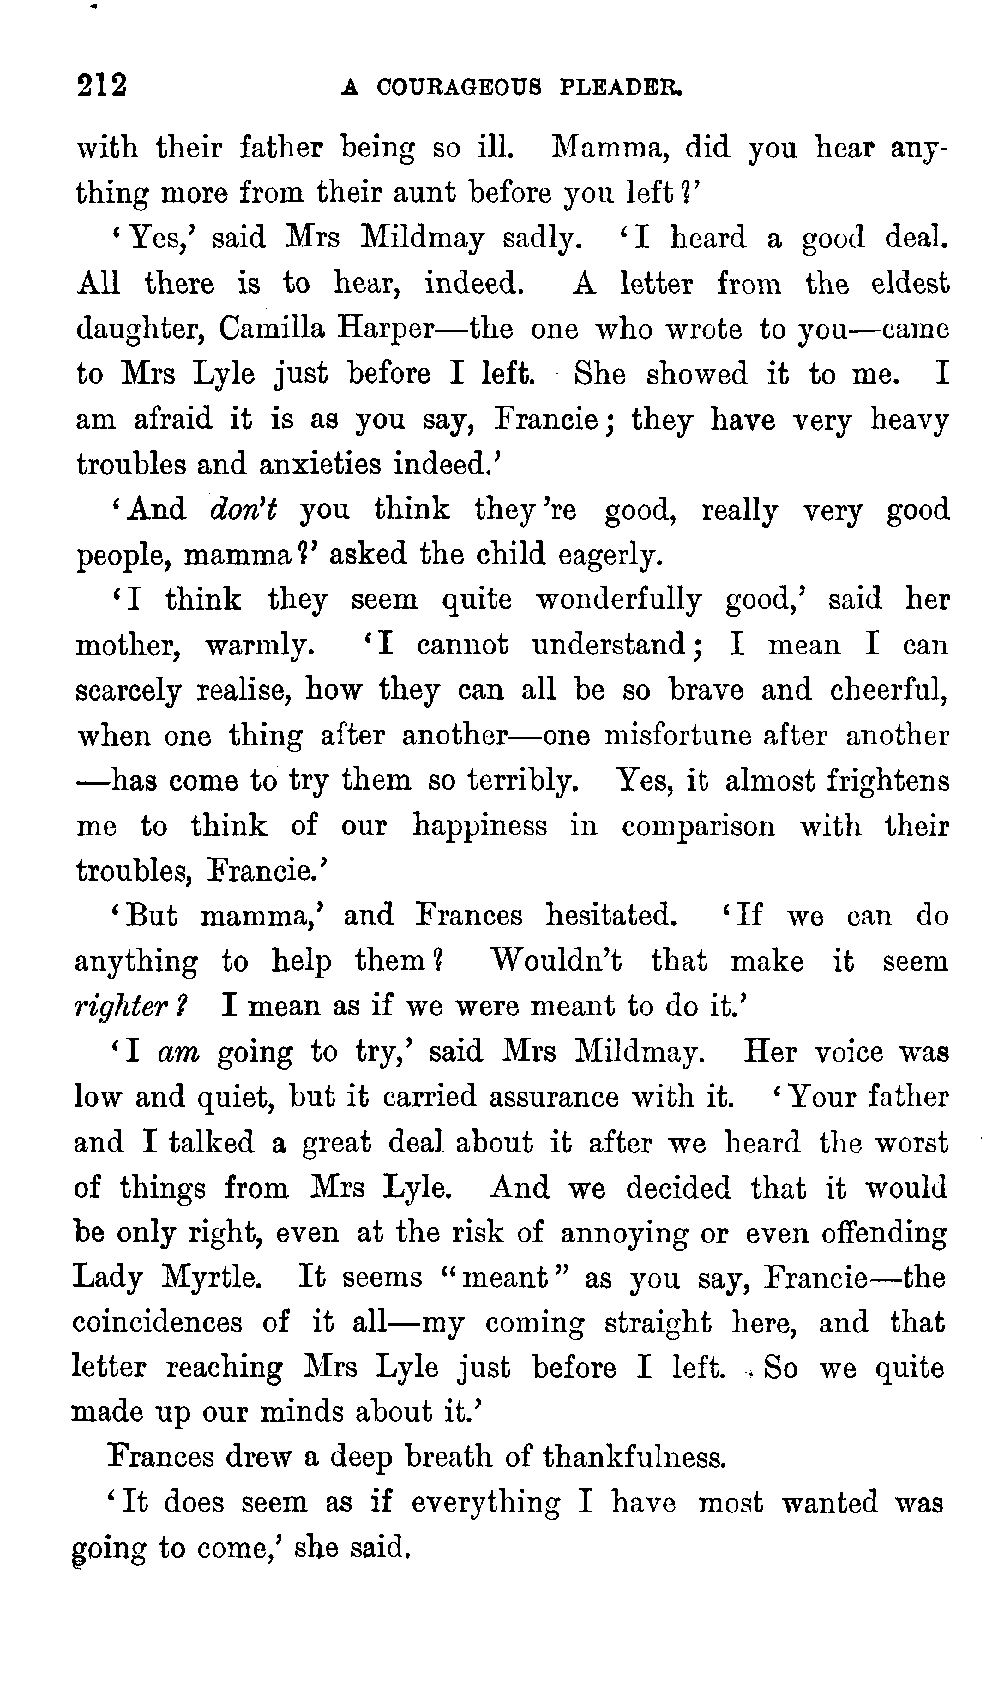 212 A COURAGEOUS PLEADER.
with their father being so ill. Mamma, did you hear any-
thing more from their aunt before you left?’
‘Yes,’ said Mrs Mildmay sadly. ‘I heard a good deal.
All there is to hear, indeed. A letter from the eldest
daughter, Camilla Harper—the one who wrote to you—came
to Mrs Lyle just before I left. She showed it to me. I
am afraid it is as you say, Francie; they have very heavy
troubles and anxieties indeed.’
‘And don’t you think they’re good, really very good
people, mamma?’ asked the child eagerly.
‘I think they seem quite wonderfully good,’ said her
mother, warmly. ‘I cannot understand; I mean I can
scarcely realise, how they can all be so brave and cheerful,
when one thing after another—one misfortune after another
—has come to try them so terribly. Yes, it almost frightens
me to think of our happiness in comparison with their
troubles, Francie.’
‘But mamma,’ and Frances hesitated. ‘If we can do
anything to help them? Wouldn’t that make it seem
righter? I mean as if we were meant to do it.’
‘I am going to try,’ said Mrs Mildmay. Her voice was
low and quiet, but it carried assurance with it. ‘Your father
and I talked a great deal about it after we heard the worst
of things from Mrs Lyle. And we decided that it would
be only right, even at the risk of annoying or even offending
Lady Myrtle. It seems “meant” as you say, Francie—the
coincidences of it all—my coming straight here, and that
letter reaching Mrs Lyle just before I left. So we quite
made up our minds about it.’
Frances drew a deep breath of thankfulness.
‘It does seem as if everything I have most wanted was
going to come,’ she said.